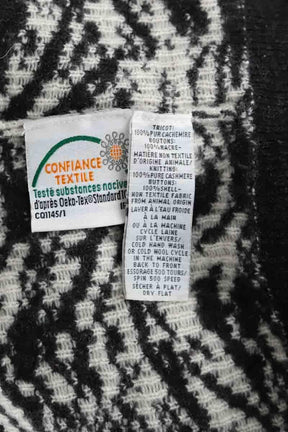 CONFIANCE
TEXTILE
Testé substances nocive
d'après Oeko-Tex®Standard
CQ1145/1
TRICOT:
100%PUR CACHEMIRE
BOUTONS:
100%NACRE-
MATIÈRE NON TEXTILE
D'ORIGINE ANIMALE/
KNITTING:
100%PURE CASHMERE
BUTTONS:
100%SHELL-
NON TEXTILE FABRIC
FROM ANIMAL ORIGIN
LAVER À L'EAU FROIDE
À LA MAIN
OU À LA MACHINE
CYCLE LAINE
SUR L'ENVERS/
COLD HAND WASH
OR COLD WOOL CYCLE
IN THE MACHINE
BACK TO FRONT
ESSORAGE 500 TOURS/
SPIN 500 SPEED
SÉCHER À PLAT/
DRY FLAT